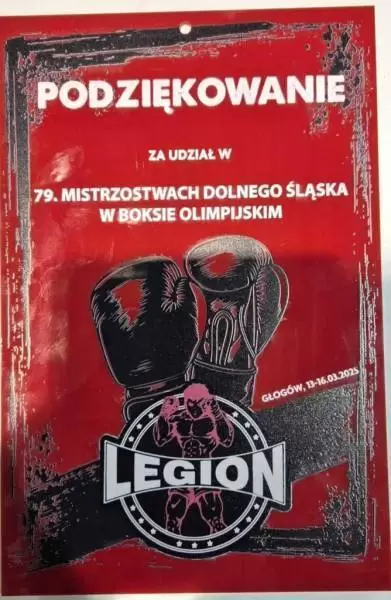 PODZIĘKOWANIE
ZA UDZIAŁ W
79. MISTRZOSTWACH DOLNEGO ŚLĄSKA
W BOKSIE OLIMPIJSKIM
GŁOGÓW, 13-16.03.2025
LEGION